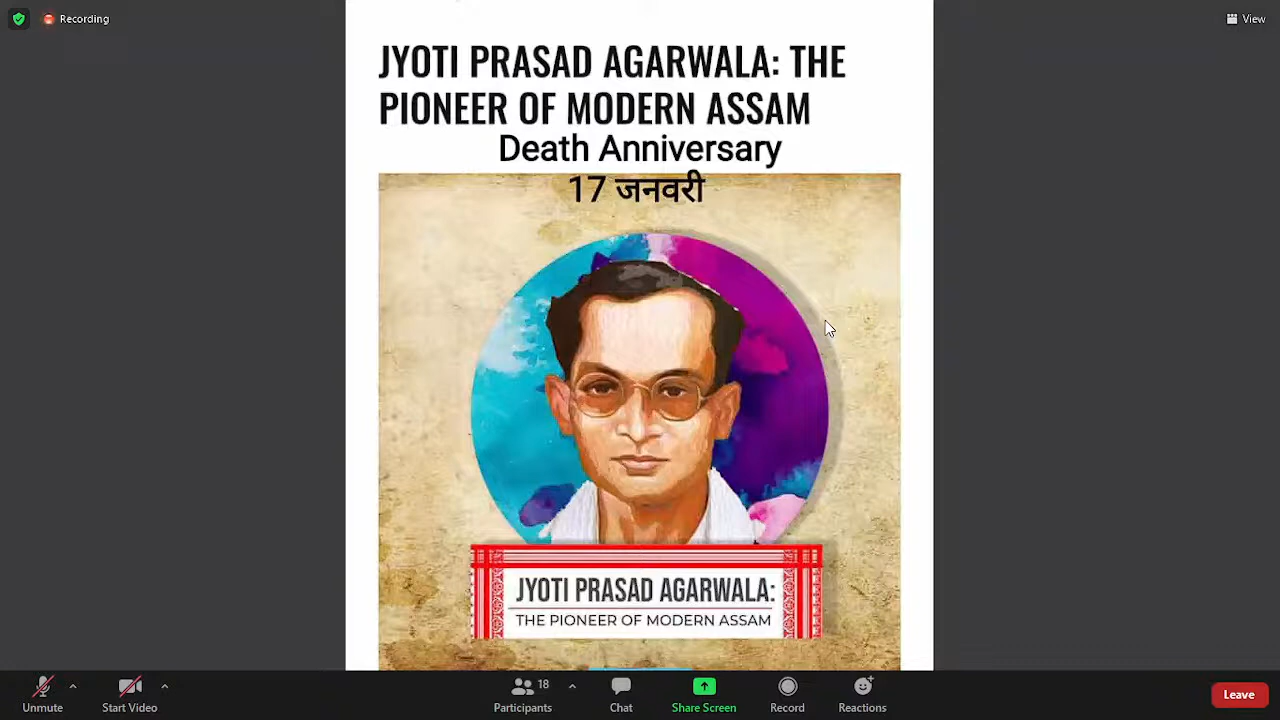 Recording
View
JYOTI PRASAD AGARWALA: THE
PIONEER OF MODERN ASSAM
Death Anniversary
17 जनवरी
JYOTI PRASAD AGARWALA:
THE PIONEER OF MODERN ASSAM
Unmute
Start Video
18
Participants
Chat
Share Screen
Record
Reactions
Leave